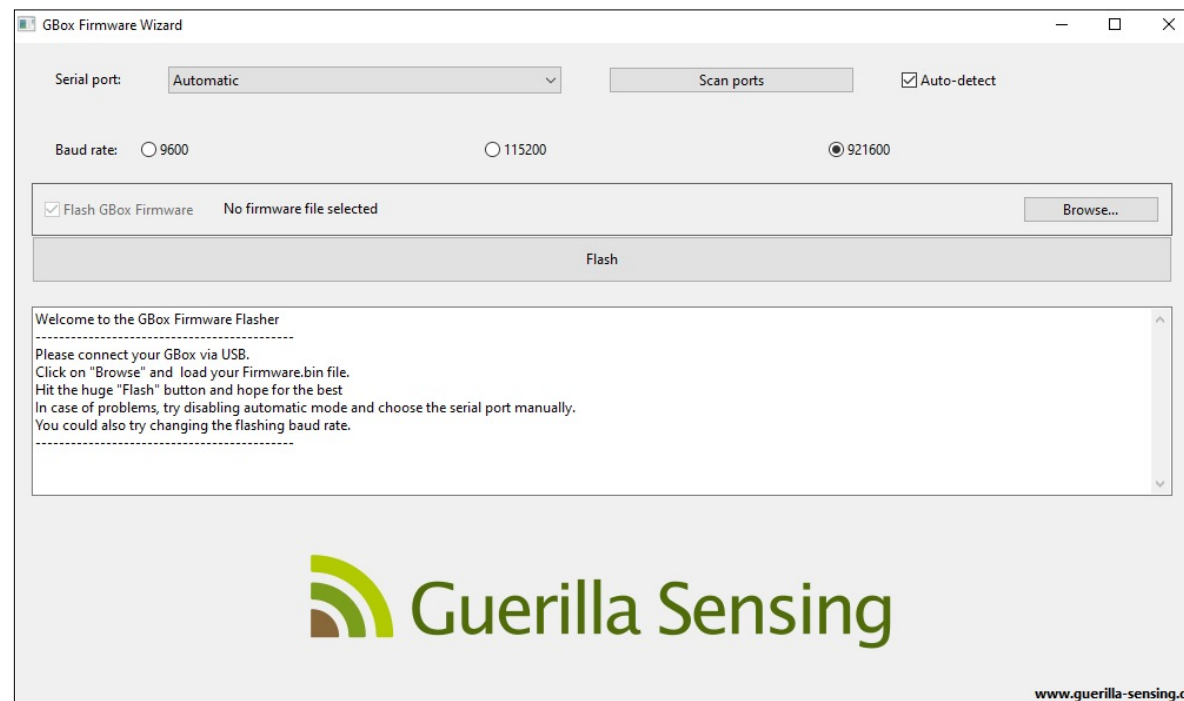 GBox Firmware Wizard
Serial port: Automatic Scan ports Auto-detect
Baud rate: 9600 115200 921600
Flash GBox Firmware No firmware file selected Browse...
Flash
Welcome to the GBox Firmware Flasher
--------------------------------------------
Please connect your GBox via USB.
Click on "Browse" and  load your Firmware.bin file.
Hit the huge "Flash" button and hope for the best
In case of problems, try disabling automatic mode and choose the serial port manually.
You could also try changing the flashing baud rate.
--------------------------------------------
Guerilla Sensing